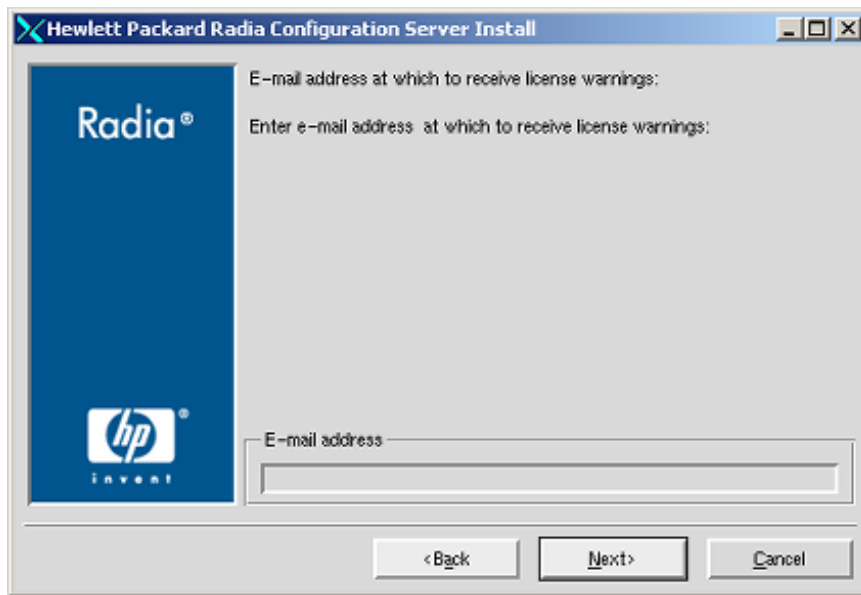 Hewlett Packard Radia Configuration Server Install
E-mail address at which to receive license warnings:
Radia®
Enter e-mail address at which to receive license warnings:
hp®
invent
E-mail address
<Back
Next>
Cancel